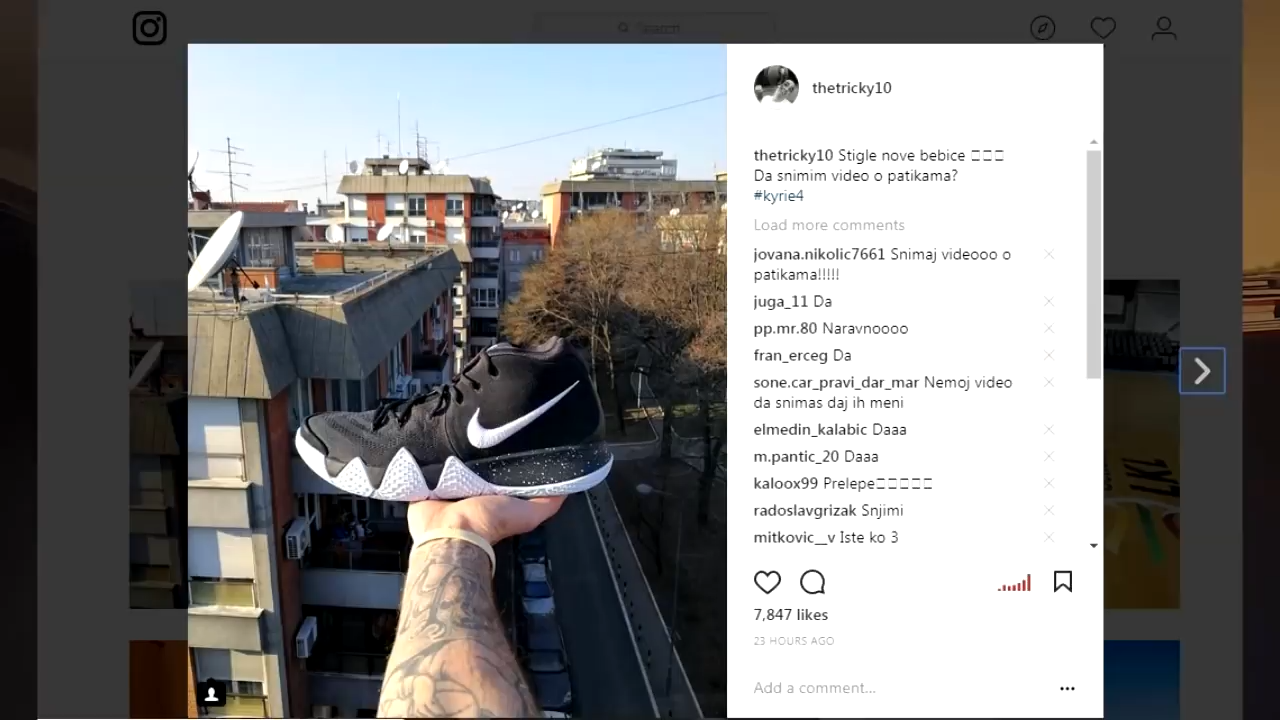 Search
thetricky10
thetricky10 Stigle nove bebice □□□
Da snimim video o patikama?
#kyrie4
Load more comments
jovana.nikolic7661 Snimaj videooo o
patikama!!!!!
juga_11 Da
pp.mr.80 Naravnoooo
fran_erceg Da
sone.car_pravi_dar_mar Nemoj video
da snimas daj ih meni
elmedin_kalabic Daaa
m.pantic_20 Daaa
kaloox99 Prelepe□□□□□
radoslavgrizak Snjimi
mitkovic__v Iste ko 3
7,847 likes
23 HOURS AGO
Add a comment...